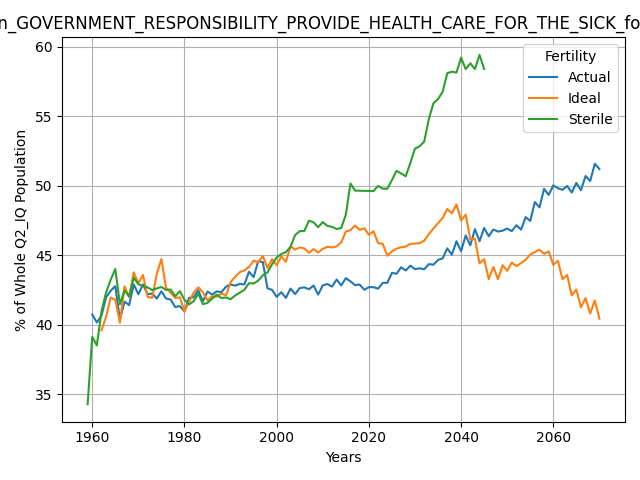 n_GOVERNMENT_RESPONSIBILITY_PROVIDE_HEALTH_CARE_FOR_THE_SICK_fo
% of Whole Q2_IQ Population
60
55
50
45
40
35
Fertility
Actual
Ideal
Sterile
1960
1980
2000
2020
2040
2060
Years